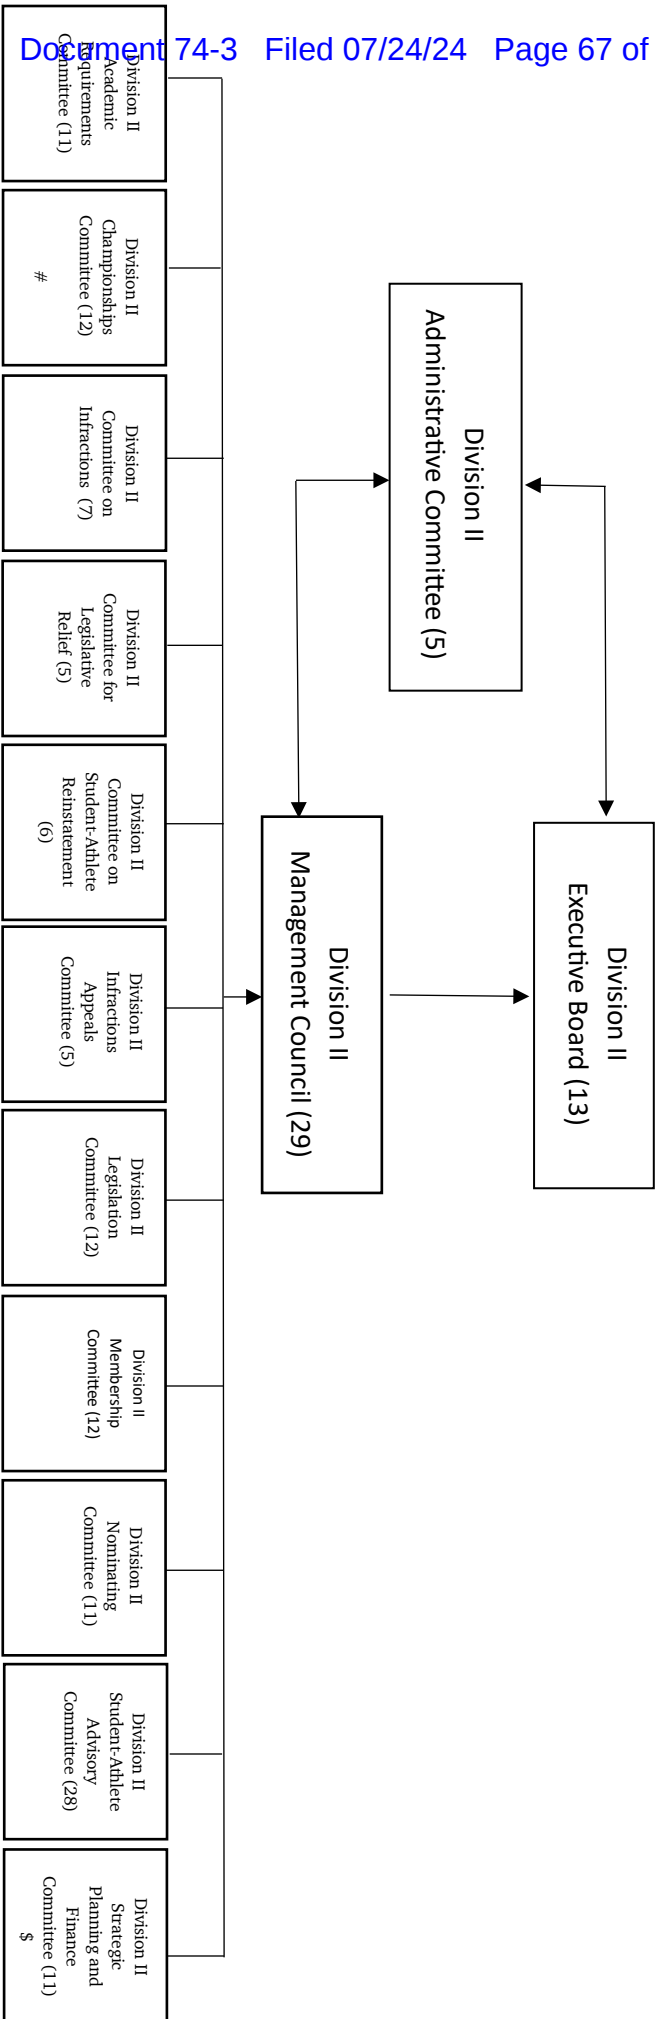 Document 74-3 Filed 07/24/24 Page 67 of
Division II
Executive Board (13)
Division II
Administrative Committee (5)
Division II
Management Council (29)
Division II
Academic
Requirements
Committee (11)
Division II
Championships
Committee (12)
#
Division II
Committee on
Infractions (7)
Division II
Committee for
Legislative
Relief (5)
Division II
Committee on
Student-Athlete
Reinstatement
(6)
Division II
Infractions
Appeals
Committee (5)
Division II
Legislation
Committee (12)
Division II
Membership
Committee (12)
Division II
Nominating
Committee (11)
Division II
Student-Athlete
Advisory
Committee (28)
Division II
Strategic
Planning and
Finance
Committee (11)
$